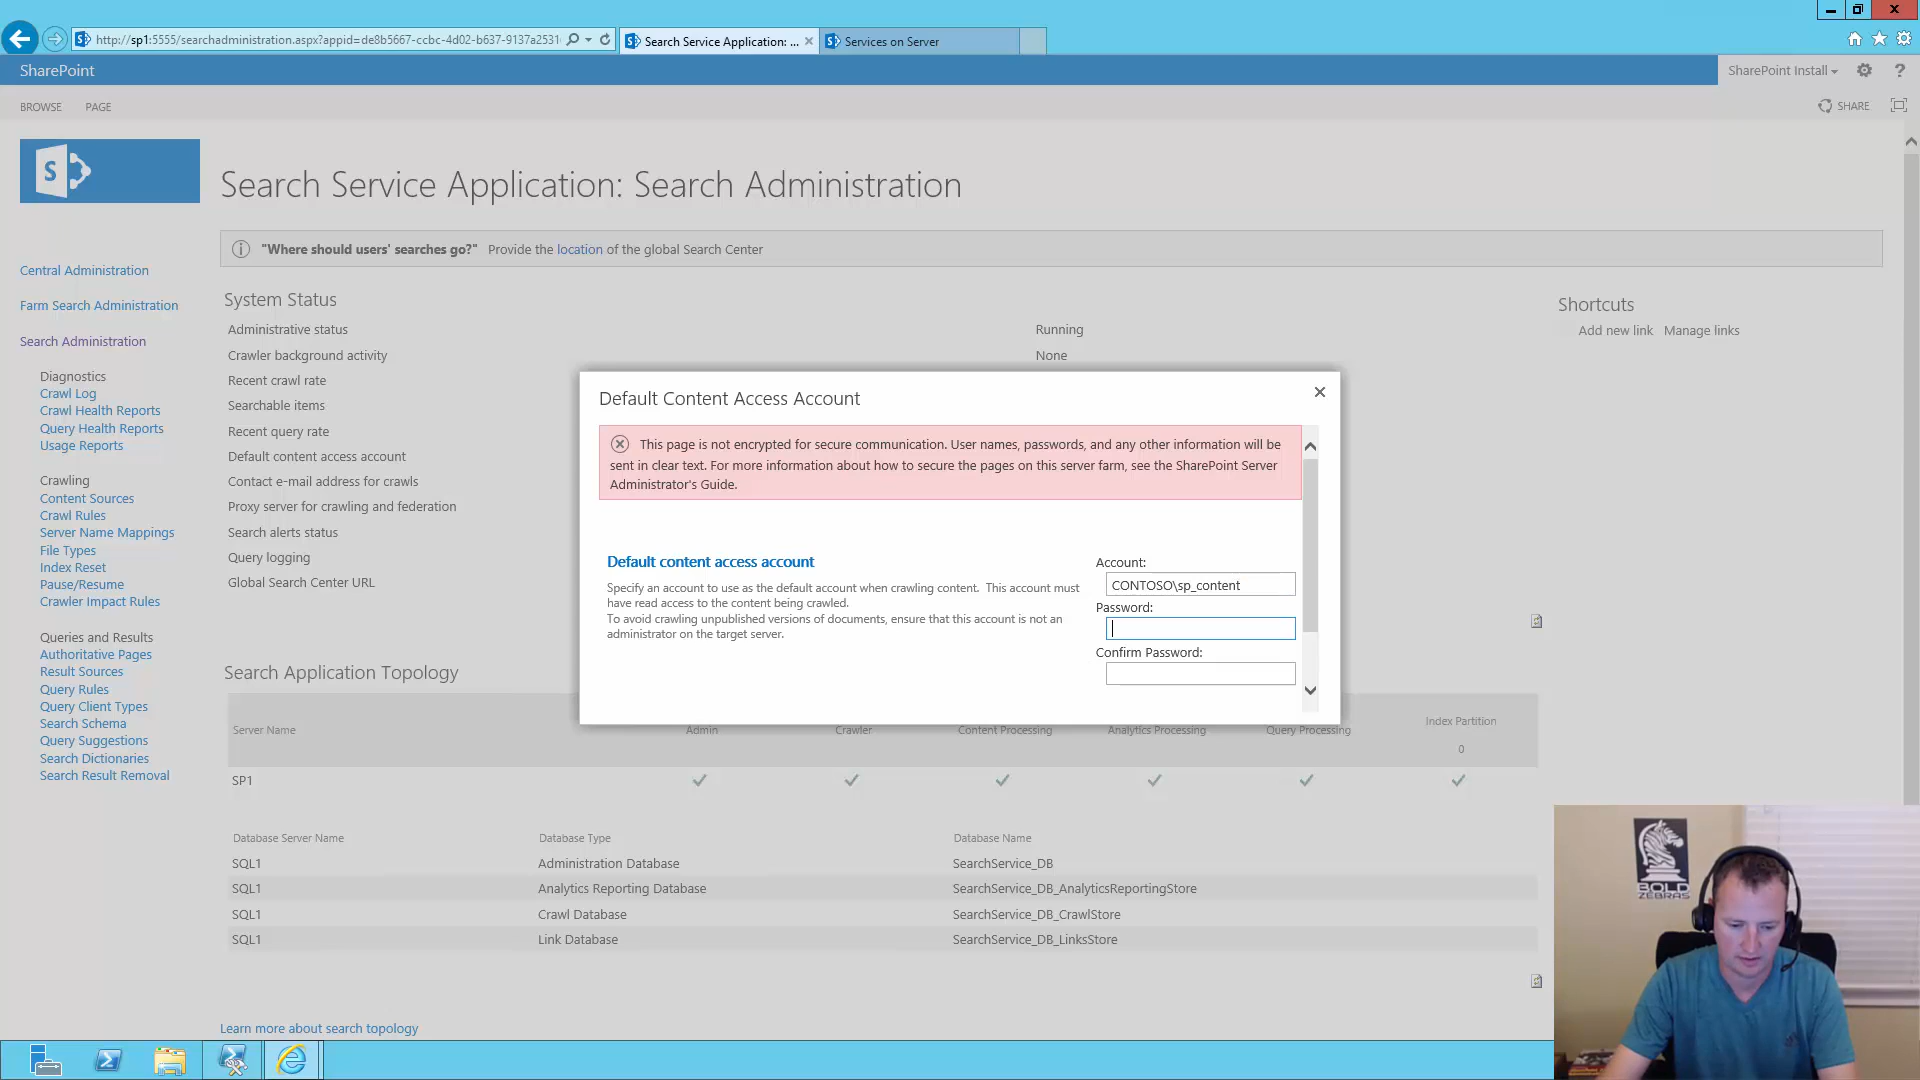 http://sp1:5555/searchadministration.aspx?appid=de8b5667-ccbc-4d02-b637-9137a2531
Search Service Application: ...
Services on Server
SharePoint
SharePoint Install
?
BROWSE
PAGE
SHARE
S
Search Service Application: Search Administration
"Where should users' searches go?" Provide the location of the global Search Center
Central Administration
Farm Search Administration
Search Administration
Diagnostics
Crawl Log
Crawl Health Reports
Query Health Reports
Usage Reports
Crawling
Content Sources
Crawl Rules
Server Name Mappings
File Types
Index Reset
Pause/Resume
Crawler Impact Rules
Queries and Results
Authoritative Pages
Result Sources
Query Rules
Query Client Types
Search Schema
Query Suggestions
Search Dictionaries
Search Result Removal
System Status
Administrative status
Running
Crawler background activity
None
Recent crawl rate
Searchable items
Recent query rate
Default content access account
Contact e-mail address for crawls
Proxy server for crawling and federation
Search alerts status
Query logging
Global Search Center URL
Shortcuts
Add new link Manage links
Default Content Access Account
This page is not encrypted for secure communication. User names, passwords, and any other information will be
sent in clear text. For more information about how to secure the pages on this server farm, see the SharePoint Server
Administrator's Guide.
Default content access account
Specify an account to use as the default account when crawling content. This account must
have read access to the content being crawled.
To avoid crawling unpublished versions of documents, ensure that this account is not an
administrator on the target server.
Account:
CONTOSO\sp_content
Password:
Confirm Password:
Search Application Topology
Server Name
Admin
Crawler
Content Processing
Analytics Processing
Query Processing
Index Partition
0
SP1
Database Server Name
Database Type
Database Name
SQL1
Administration Database
SearchService_DB
SQL1
Analytics Reporting Database
SearchService_DB_AnalyticsReportingStore
SQL1
Crawl Database
SearchService_DB_CrawlStore
SQL1
Link Database
SearchService_DB_LinksStore
Learn more about search topology
BOLD
ZEBRAS